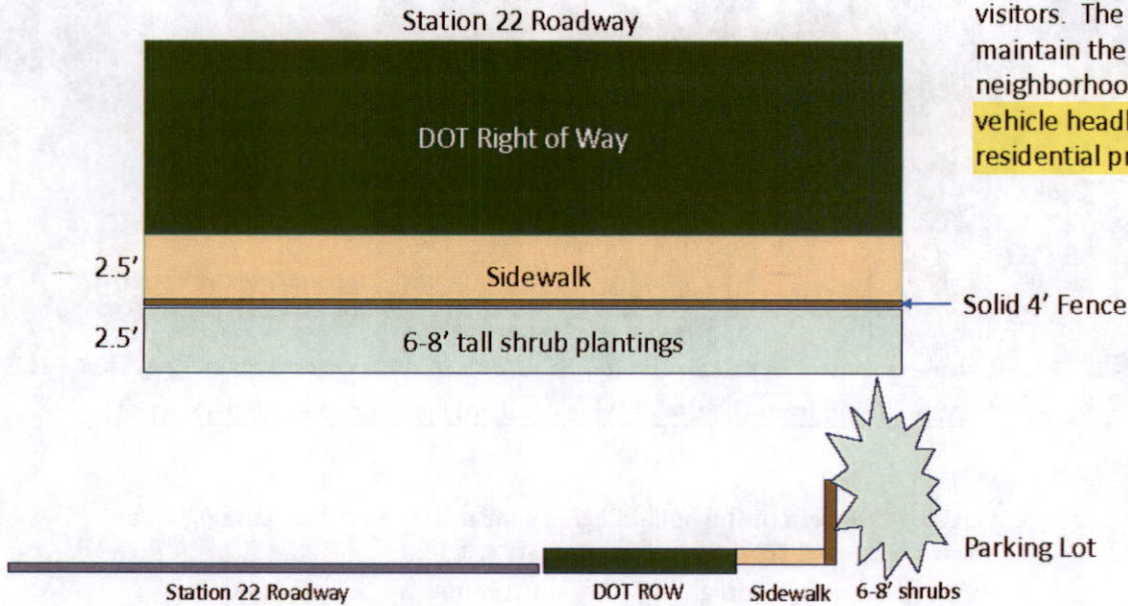 Station 22 Roadway
visitors. The
maintain the
neighborhoo
vehicle headl
residential pr
DOT Right of Way
2.5'
Sidewalk
Solid 4' Fence
2.5'
6-8' tall shrub plantings
Parking Lot
Station 22 Roadway
DOT ROW
Sidewalk
6-8' shrubs